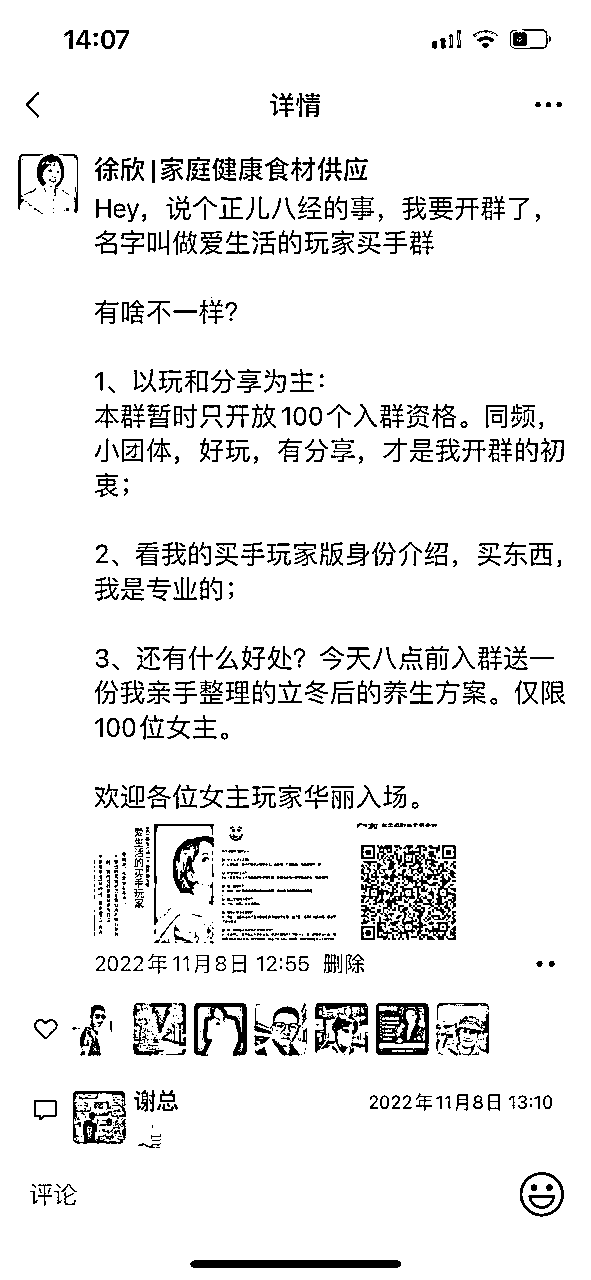 14:07
详情
徐欣|家庭健康食材供应
Hey，说个正儿八经的事，我要开群了，
名字叫做爱生活的玩家买手群
有啥不一样？
1、以玩和分享为主：
本群暂时只开放100个入群资格。同频，
小团体，好玩，有分享，才是我开群的初
衷；
2、看我的买手玩家版身份介绍，买东西，
我是专业的；
3、还有什么好处？今天八点前入群送一
份我亲手整理的立冬后的养生方案。仅限
100位女主。
欢迎各位女主玩家华丽入场。
爱生活的买手玩家
2022年11月8日 12:55 删除
谢总
2022年11月8日 13:10
评论